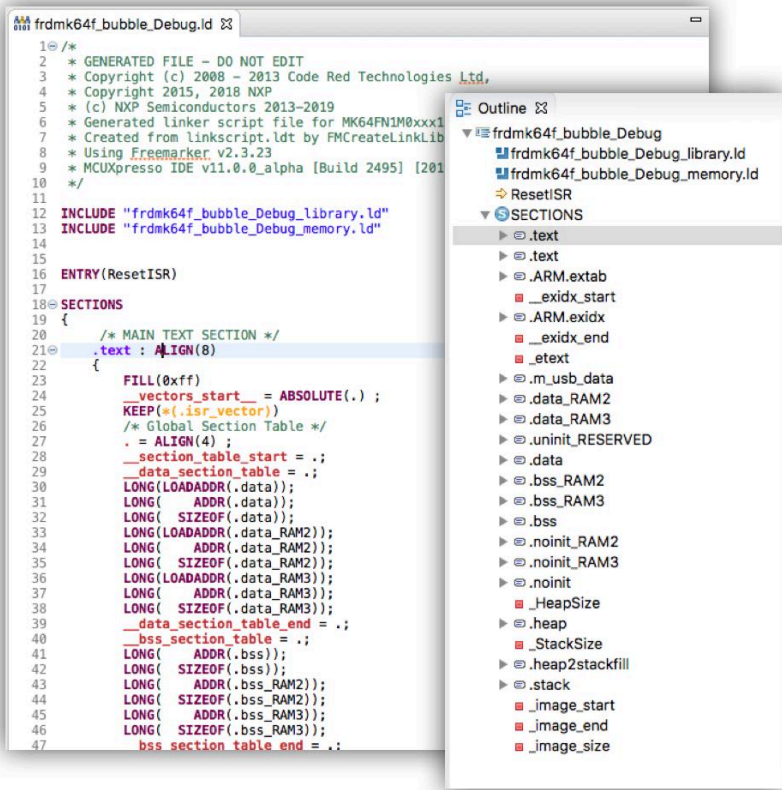 frdmk64f_bubble_Debug.ld
1 /*
2 * GENERATED FILE - DO NOT EDIT
3 * Copyright (c) 2008 - 2013 Code Red Technologies Ltd,
4 * Copyright 2015, 2018 NXP
5 * (c) NXP Semiconductors 2013-2019
6 * Generated linker script file for MK64FN1M0xxx1
7 * Created from linkscript.ldt by FMCreateLinkLib
8 * Using Freemarker v2.3.23
9 * MCUXpresso IDE v11.0.0_alpha [Build 2495] [201
10 */
11
12 INCLUDE "frdmk64f_bubble_Debug_library.ld"
13 INCLUDE "frdmk64f_bubble_Debug_memory.ld"
14
15
16 ENTRY(ResetISR)
17
18 SECTIONS
19 {
20 /* MAIN TEXT SECTION */
21 .text : ALIGN(8)
22 {
23 FILL(0xff)
24 __vectors_start__ = ABSOLUTE(.) ;
25 KEEP(*(.isr_vector))
26 /* Global Section Table */
27 . = ALIGN(4) ;
28 __section_table_start = .;
29 __data_section_table = .;
30 LONG(LOADADDR(.data));
31 LONG(    ADDR(.data));
32 LONG(  SIZEOF(.data));
33 LONG(LOADADDR(.data_RAM2));
34 LONG(    ADDR(.data_RAM2));
35 LONG(  SIZEOF(.data_RAM2));
36 LONG(LOADADDR(.data_RAM3));
37 LONG(    ADDR(.data_RAM3));
38 LONG(  SIZEOF(.data_RAM3));
39 __data_section_table_end = .;
40 __bss_section_table = .;
41 LONG(    ADDR(.bss));
42 LONG(  SIZEOF(.bss));
43 LONG(    ADDR(.bss_RAM2));
44 LONG(  SIZEOF(.bss_RAM2));
45 LONG(    ADDR(.bss_RAM3));
46 LONG(  SIZEOF(.bss_RAM3));
47 __bss_section_table_end = .;
Outline
frdmk64f_bubble_Debug
frdmk64f_bubble_Debug_library.ld
frdmk64f_bubble_Debug_memory.ld
ResetISR
SECTIONS
.text
.text
.ARM.extab
__exidx_start
.ARM.exidx
__exidx_end
_etext
.m_usb_data
.data_RAM2
.data_RAM3
.uninit_RESERVED
.data
.bss_RAM2
.bss_RAM3
.bss
.noinit_RAM2
.noinit_RAM3
.noinit
_HeapSize
.heap
_StackSize
.heap2stackfill
.stack
_image_start
_image_end
_image_size